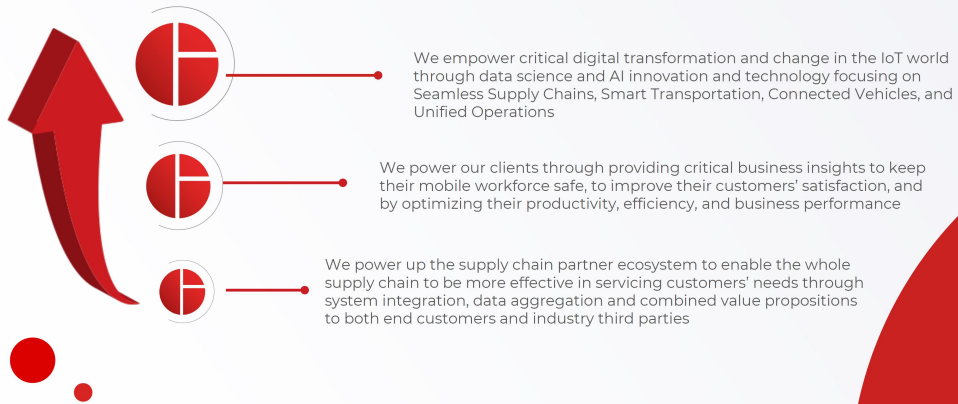 We empower critical digital transformation and change in the IoT world
through data science and AI innovation and technology focusing on
Seamless Supply Chains, Smart Transportation, Connected Vehicles, and
Unified Operations
We power our clients through providing critical business insights to keep
their mobile workforce safe, to improve their customers’ satisfaction, and
by optimizing their productivity, efficiency, and business performance
We power up the supply chain partner ecosystem to enable the whole
supply chain to be more effective in servicing customers’ needs through
system integration, data aggregation and combined value propositions
to both end customers and industry third parties